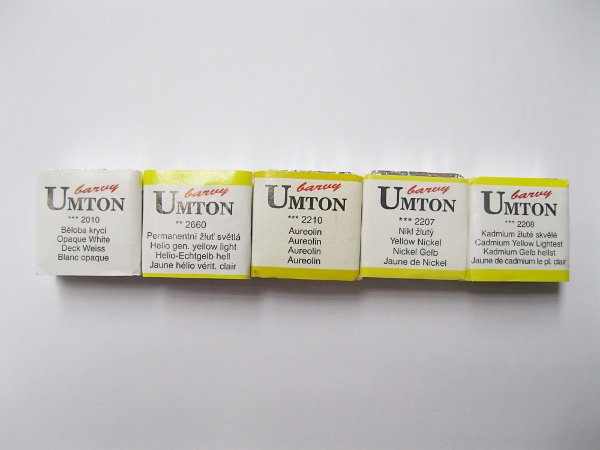 barvy
UMTON
*** 2010
Běloba krycí
Opaque White
Deck Weiss
Blanc opaque
barvy
UMTON
** 2660
Permanentní žluť světlá
Helio gen. yellow light
Helio-Echtgelb hell
Jaune hélio vérit. clair
barvy
UMTON
*** 2210
Aureolin
Aureolin
Aureolin
Aureolin
barvy
UMTON
*** 2207
Nikl žlutý
Yellow Nickel
Nickel Gelb
Jaune de Nickel
barvy
UMTON
*** 2208
Kadmium žluté skvělé
Cadmium Yellow Lightest
Kadmium Gelb hellst
Jaune de cadmium le pl. clair